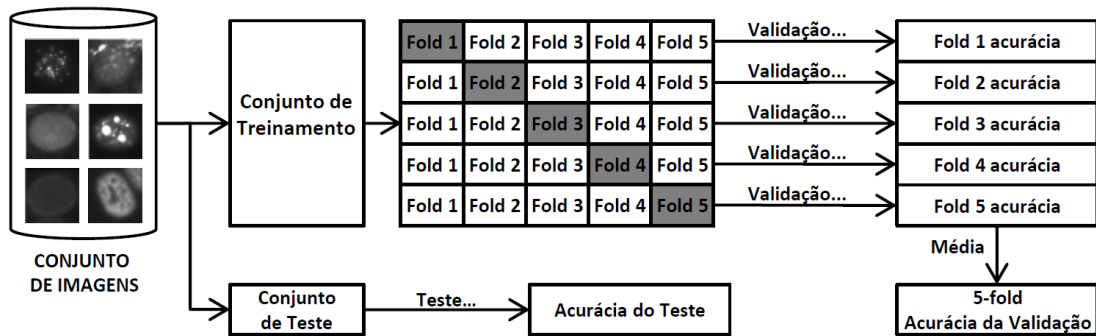 CONJUNTO
DE IMAGENS
Conjunto de
Treinamento
Fold 1 Fold 2 Fold 3 Fold 4 Fold 5
Validação...
Fold 1 acurácia
Fold 1 Fold 2 Fold 3 Fold 4 Fold 5
Validação...
Fold 2 acurácia
Fold 1 Fold 2 Fold 3 Fold 4 Fold 5
Validação...
Fold 3 acurácia
Fold 1 Fold 2 Fold 3 Fold 4 Fold 5
Validação...
Fold 4 acurácia
Fold 1 Fold 2 Fold 3 Fold 4 Fold 5
Validação...
Fold 5 acurácia
Média
Conjunto
de Teste
Teste...
Acurácia do Teste
5-fold
Acurácia da Validação